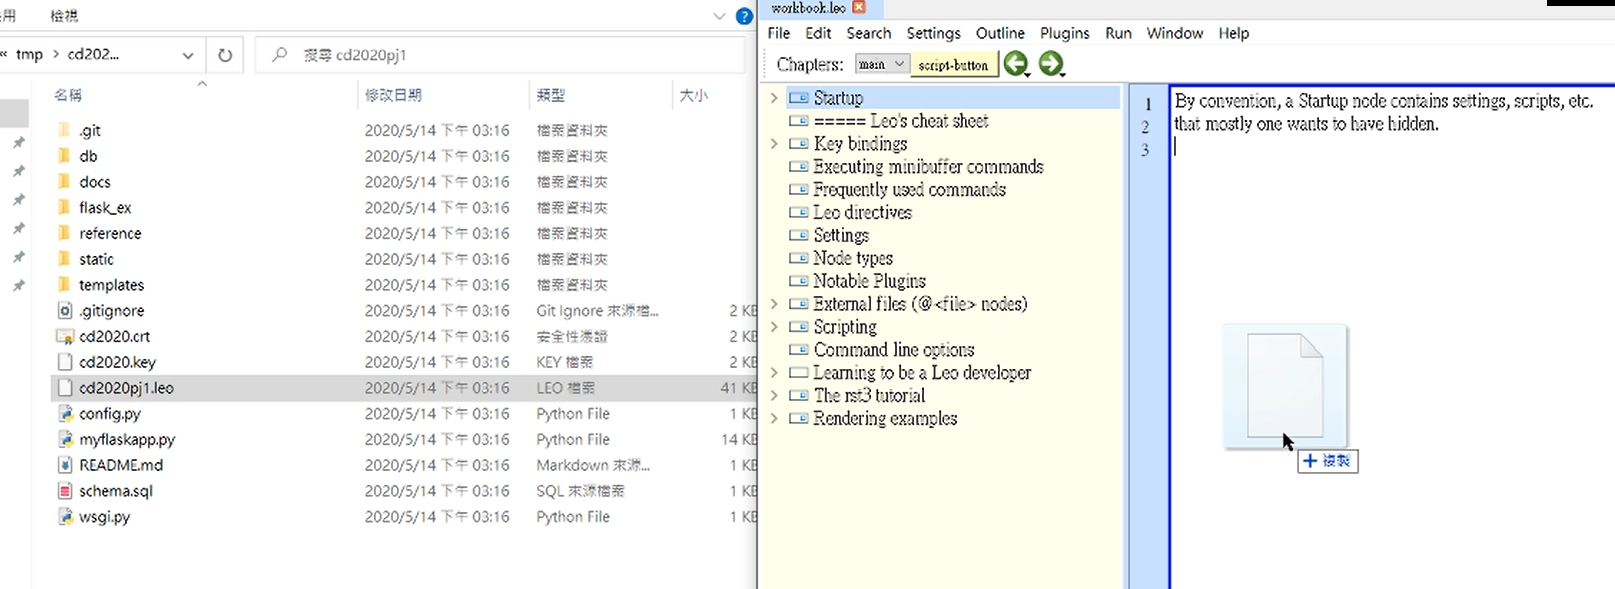 用 檢視
?
« tmp > cd202...
搜尋 cd2020pj1
名稱 修改日期 類型 大小
.git 2020/5/14 下午 03:16 檔案資料夾
db 2020/5/14 下午 03:16 檔案資料夾
docs 2020/5/14 下午 03:16 檔案資料夾
flask_ex 2020/5/14 下午 03:16 檔案資料夾
reference 2020/5/14 下午 03:16 檔案資料夾
static 2020/5/14 下午 03:16 檔案資料夾
templates 2020/5/14 下午 03:16 檔案資料夾
.gitignore 2020/5/14 下午 03:16 Git Ignore 來源檔... 2 KB
cd2020.crt 2020/5/14 下午 03:16 安全性憑證 2 KB
cd2020.key 2020/5/14 下午 03:16 KEY 檔案 2 KB
cd2020pj1.leo 2020/5/14 下午 03:16 LEO 檔案 41 KB
config.py 2020/5/14 下午 03:16 Python File 1 KB
myflaskapp.py 2020/5/14 下午 03:16 Python File 14 KB
README.md 2020/5/14 下午 03:16 Markdown 來源... 1 KB
schema.sql 2020/5/14 下午 03:16 SQL 來源檔案 1 KB
wsgi.py 2020/5/14 下午 03:16 Python File 1 KB
workbook.leo
File Edit Search Settings Outline Plugins Run Window Help
Chapters: main script-button
Startup
===== Leo's cheat sheet
Key bindings
Executing minibuffer commands
Frequently used commands
Leo directives
Settings
Node types
Notable Plugins
External files (@<file> nodes)
Scripting
Command line options
Learning to be a Leo developer
The rst3 tutorial
Rendering examples
1 By convention, a Startup node contains settings, scripts, etc.
2 that mostly one wants to have hidden.
3
+ 複製